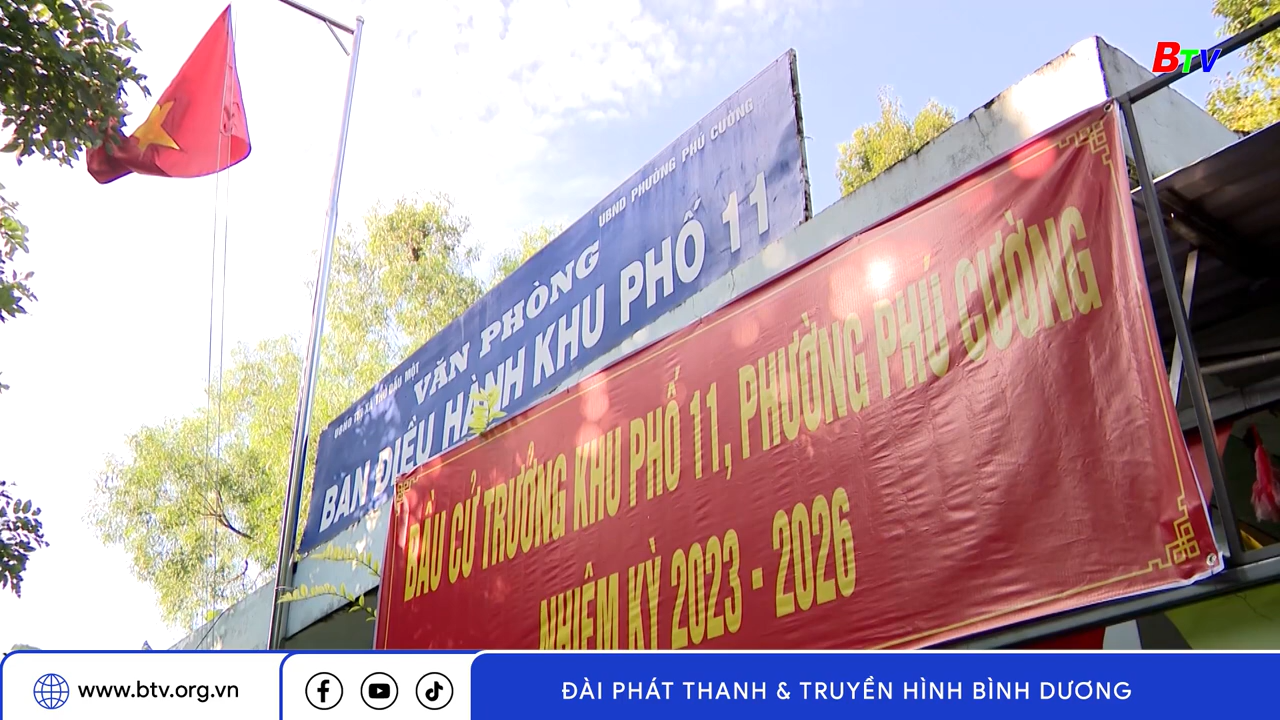 BTV
UBND PHƯỜNG PHÚ CƯỜNG
VĂN PHÒNG
BAN ĐIỀU HÀNH KHU PHỐ 11
BẦU CỬ TRƯỞNG KHU PHỐ 11, PHƯỜNG PHÚ CƯỜNG
NHIỆM KỲ 2023 - 2026
www.btv.org.vn
ĐÀI PHÁT THANH & TRUYỀN HÌNH BÌNH DƯƠNG